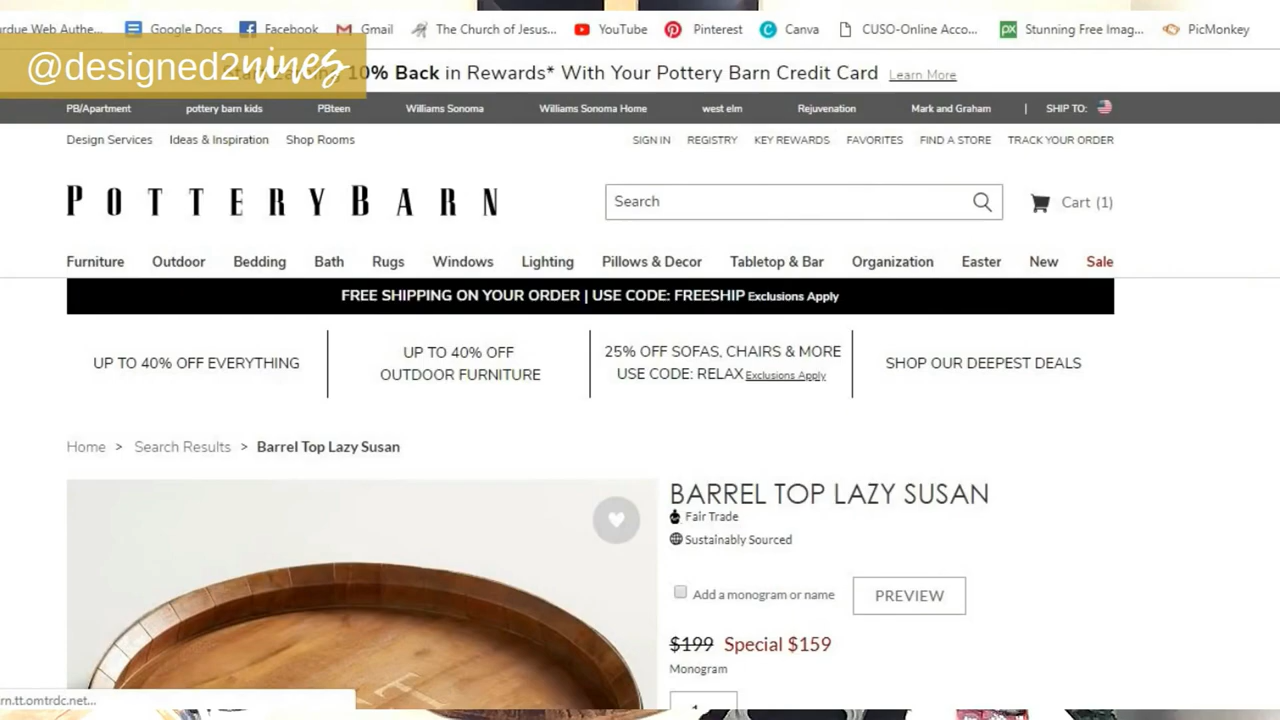 urdue Web Authe...
Google Docs
Facebook
Gmail
The Church of Jesus...
YouTube
Pinterest
Canva
CUSO-Online Acco...
Stunning Free Imag...
PicMonkey
@designed2nines
10% Back in Rewards* With Your Pottery Barn Credit Card Learn More
PB/Apartment
pottery barn kids
PBteen
Williams Sonoma
Williams Sonoma Home
west elm
Rejuvenation
Mark and Graham
| SHIP TO:
Design Services
Ideas & Inspiration
Shop Rooms
SIGN IN
REGISTRY
KEY REWARDS
FAVORITES
FIND A STORE
TRACK YOUR ORDER
POTTERY BARN
Search
Cart (1)
Furniture
Outdoor
Bedding
Bath
Rugs
Windows
Lighting
Pillows & Decor
Tabletop & Bar
Organization
Easter
New
Sale
FREE SHIPPING ON YOUR ORDER | USE CODE: FREESHIP Exclusions Apply
UP TO 40% OFF EVERYTHING
UP TO 40% OFF
OUTDOOR FURNITURE
25% OFF SOFAS, CHAIRS & MORE
USE CODE: RELAX Exclusions Apply
SHOP OUR DEEPEST DEALS
Home > Search Results > Barrel Top Lazy Susan
BARREL TOP LAZY SUSAN
Fair Trade
Sustainably Sourced
Add a monogram or name
PREVIEW
$199 Special $159
Monogram
rn.tt.omtrdc.net...